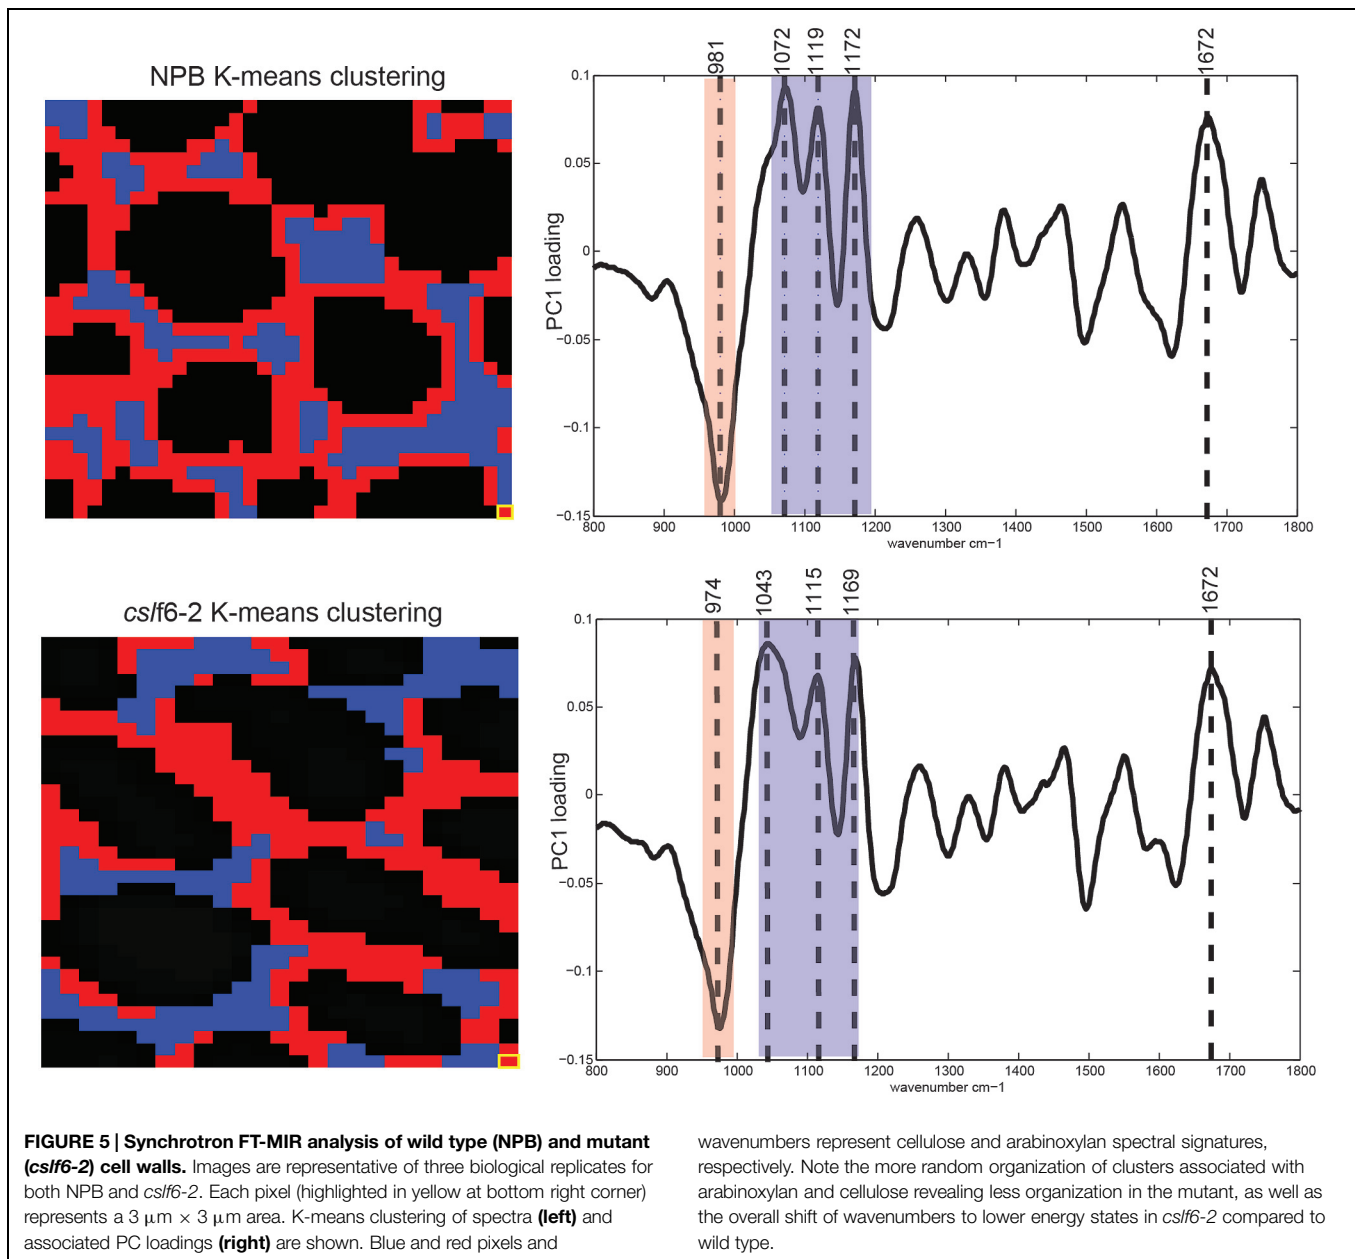 NPB K-means clustering
981
1072
1119
1172
1672
0.1
0.05
0
−0.05
−0.1
−0.15
PC1 loading
800 900 1000 1100 1200 1300 1400 1500 1600 1700 1800
wavenumber cm−1
cslf6-2 K-means clustering
974
1043
1115
1169
1672
0.1
0.05
0
−0.05
−0.1
−0.15
PC1 loading
800 900 1000 1100 1200 1300 1400 1500 1600 1700 1800
wavenumber cm−1
FIGURE 5 | Synchrotron FT-MIR analysis of wild type (NPB) and mutant
(cslf6-2) cell walls. Images are representative of three biological replicates for
both NPB and cslf6-2. Each pixel (highlighted in yellow at bottom right corner)
represents a 3 μm × 3 μm area. K-means clustering of spectra (left) and
associated PC loadings (right) are shown. Blue and red pixels and
wavenumbers represent cellulose and arabinoxylan spectral signatures,
respectively. Note the more random organization of clusters associated with
arabinoxylan and cellulose revealing less organization in the mutant, as well as
the overall shift of wavenumbers to lower energy states in cslf6-2 compared to
wild type.